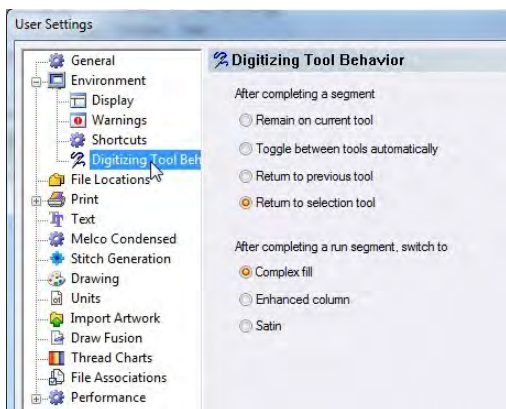 User Settings
General
Environment
Display
Warnings
Shortcuts
Digitizing Tool Beh
File Locations
Print
Text
Melco Condensed
Stitch Generation
Drawing
Units
Import Artwork
Draw Fusion
Thread Charts
File Associations
Performance
Digitizing Tool Behavior
After completing a segment
Remain on current tool
Toggle between tools automatically
Return to previous tool
Return to selection tool
After completing a run segment, switch to
Complex fill
Enhanced column
Satin